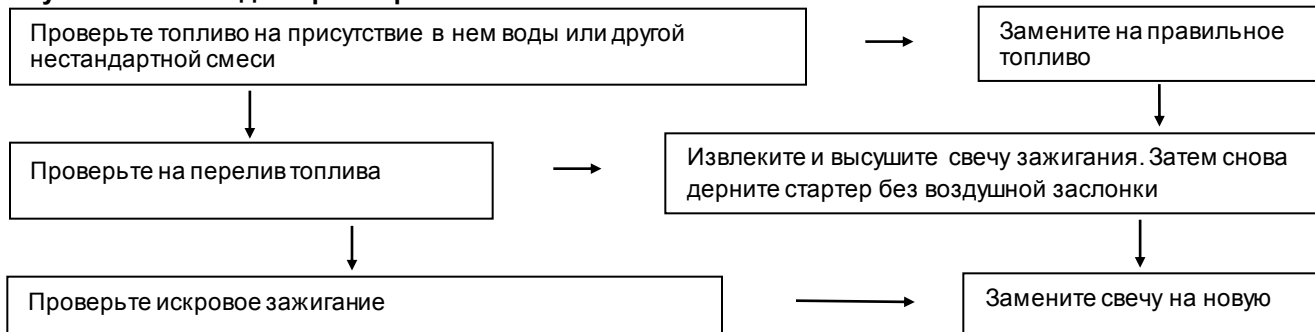 Проверьте топливо на присутствие в нем воды или другой
нестандартной смеси
Замените на правильное
топливо
Проверьте на перелив топлива
Извлеките и высушите свечу зажигания. Затем снова
дерните стартер без воздушной заслонки
Проверьте искровое зажигание
Замените свечу на новую